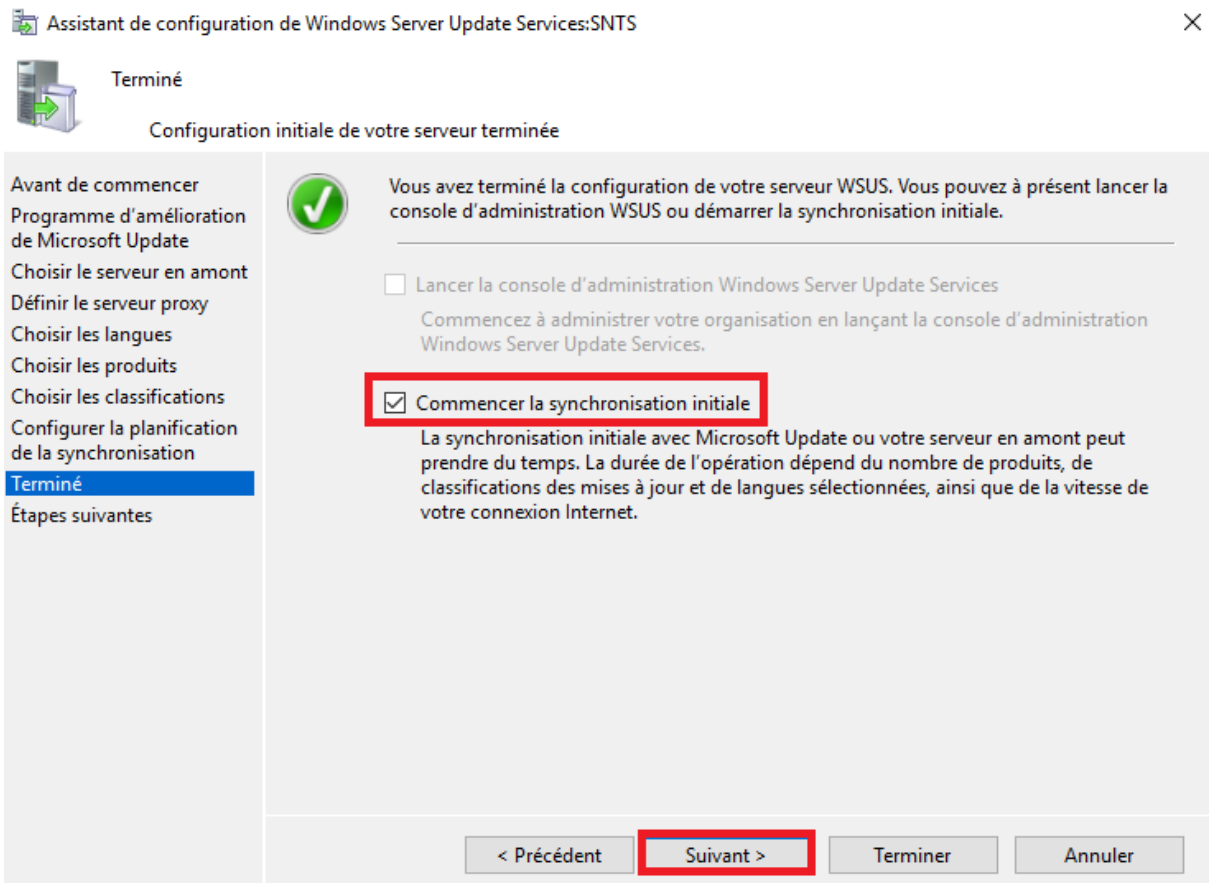 Assistant de configuration de Windows Server Update Services:SNTS
Terminé
Configuration initiale de votre serveur terminée
Avant de commencer
Programme d'amélioration
de Microsoft Update
Choisir le serveur en amont
Définir le serveur proxy
Choisir les langues
Choisir les produits
Choisir les classifications
Configurer la planification
de la synchronisation
Terminé
Étapes suivantes
Vous avez terminé la configuration de votre serveur WSUS. Vous pouvez à présent lancer la
console d'administration WSUS ou démarrer la synchronisation initiale.
Lancer la console d'administration Windows Server Update Services
Commencez à administrer votre organisation en lançant la console d'administration
Windows Server Update Services.
Commencer la synchronisation initiale
La synchronisation initiale avec Microsoft Update ou votre serveur en amont peut
prendre du temps. La durée de l'opération dépend du nombre de produits, de
classifications des mises à jour et de langues sélectionnées, ainsi que de la vitesse de
votre connexion Internet.
< Précédent
Suivant >
Terminer
Annuler